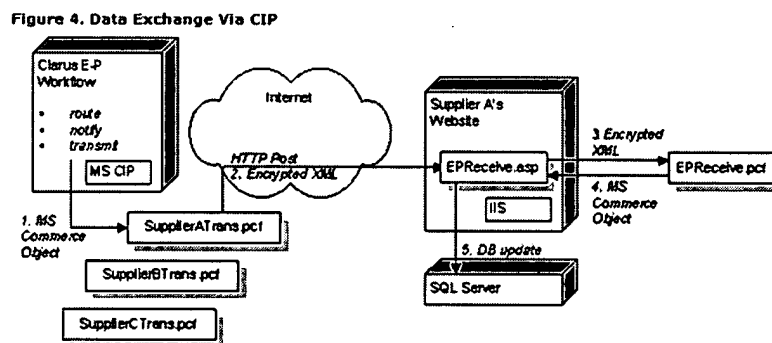 Figure 4. Data Exchange Via CIP
Clarus E-P
Workflow
• route
• notify
• transmit
MS CIP
1. MS
Commerce
Object
SupplierATrans.pcf
SupplierBTrans.pcf
SupplierCTrans.pcf
Internet
HTTP Post
2. Encrypted XML
Supplier A's
Website
EPReceive.asp
IIS
3. Encrypted
XML
EPReceive.pcf
4. MS
Commerce
Object
5. DB update
SQL Server